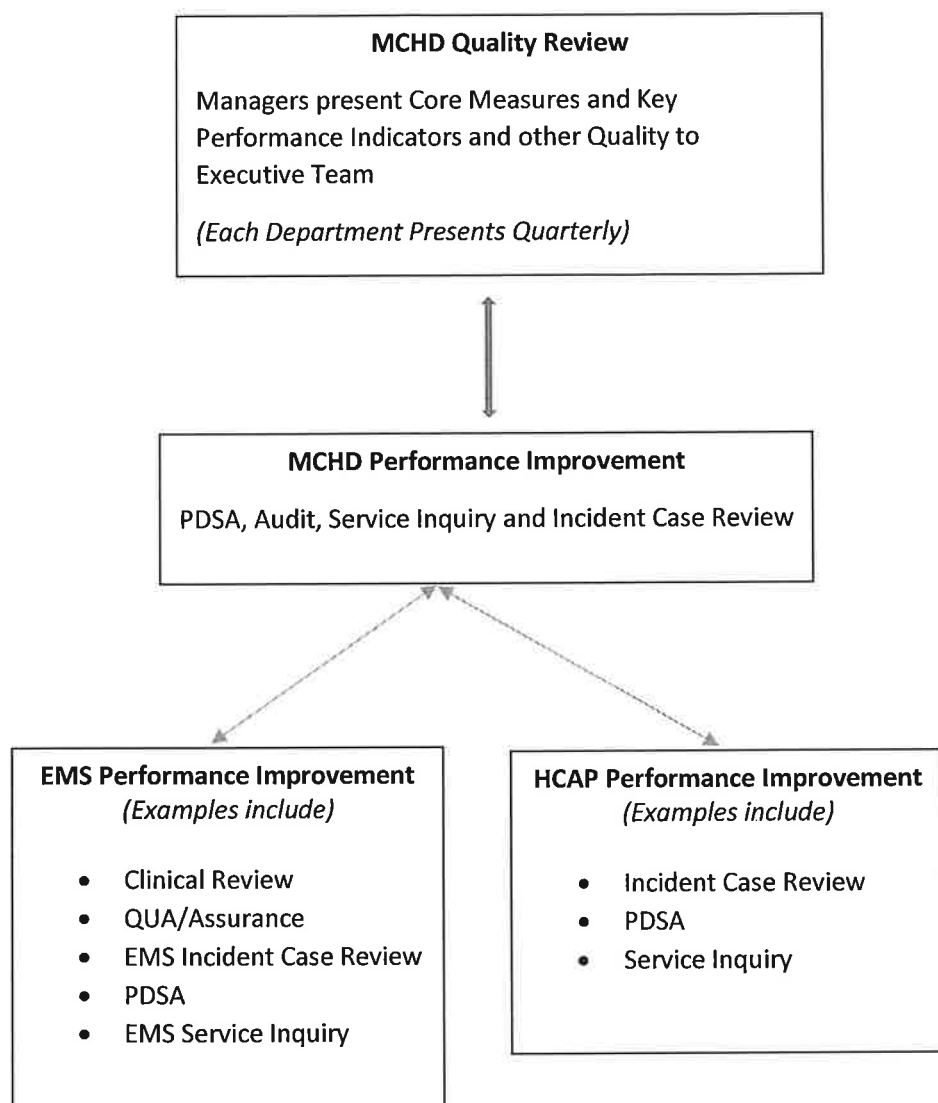 MCHD Quality Review
Managers present Core Measures and Key
Performance Indicators and other Quality to
Executive Team
(Each Department Presents Quarterly)
MCHD Performance Improvement
PDSA, Audit, Service Inquiry and Incident Case Review
EMS Performance Improvement
(Examples include)
• Clinical Review
• QUA/Assurance
• EMS Incident Case Review
• PDSA
• EMS Service Inquiry
HCAP Performance Improvement
(Examples include)
• Incident Case Review
• PDSA
• Service Inquiry